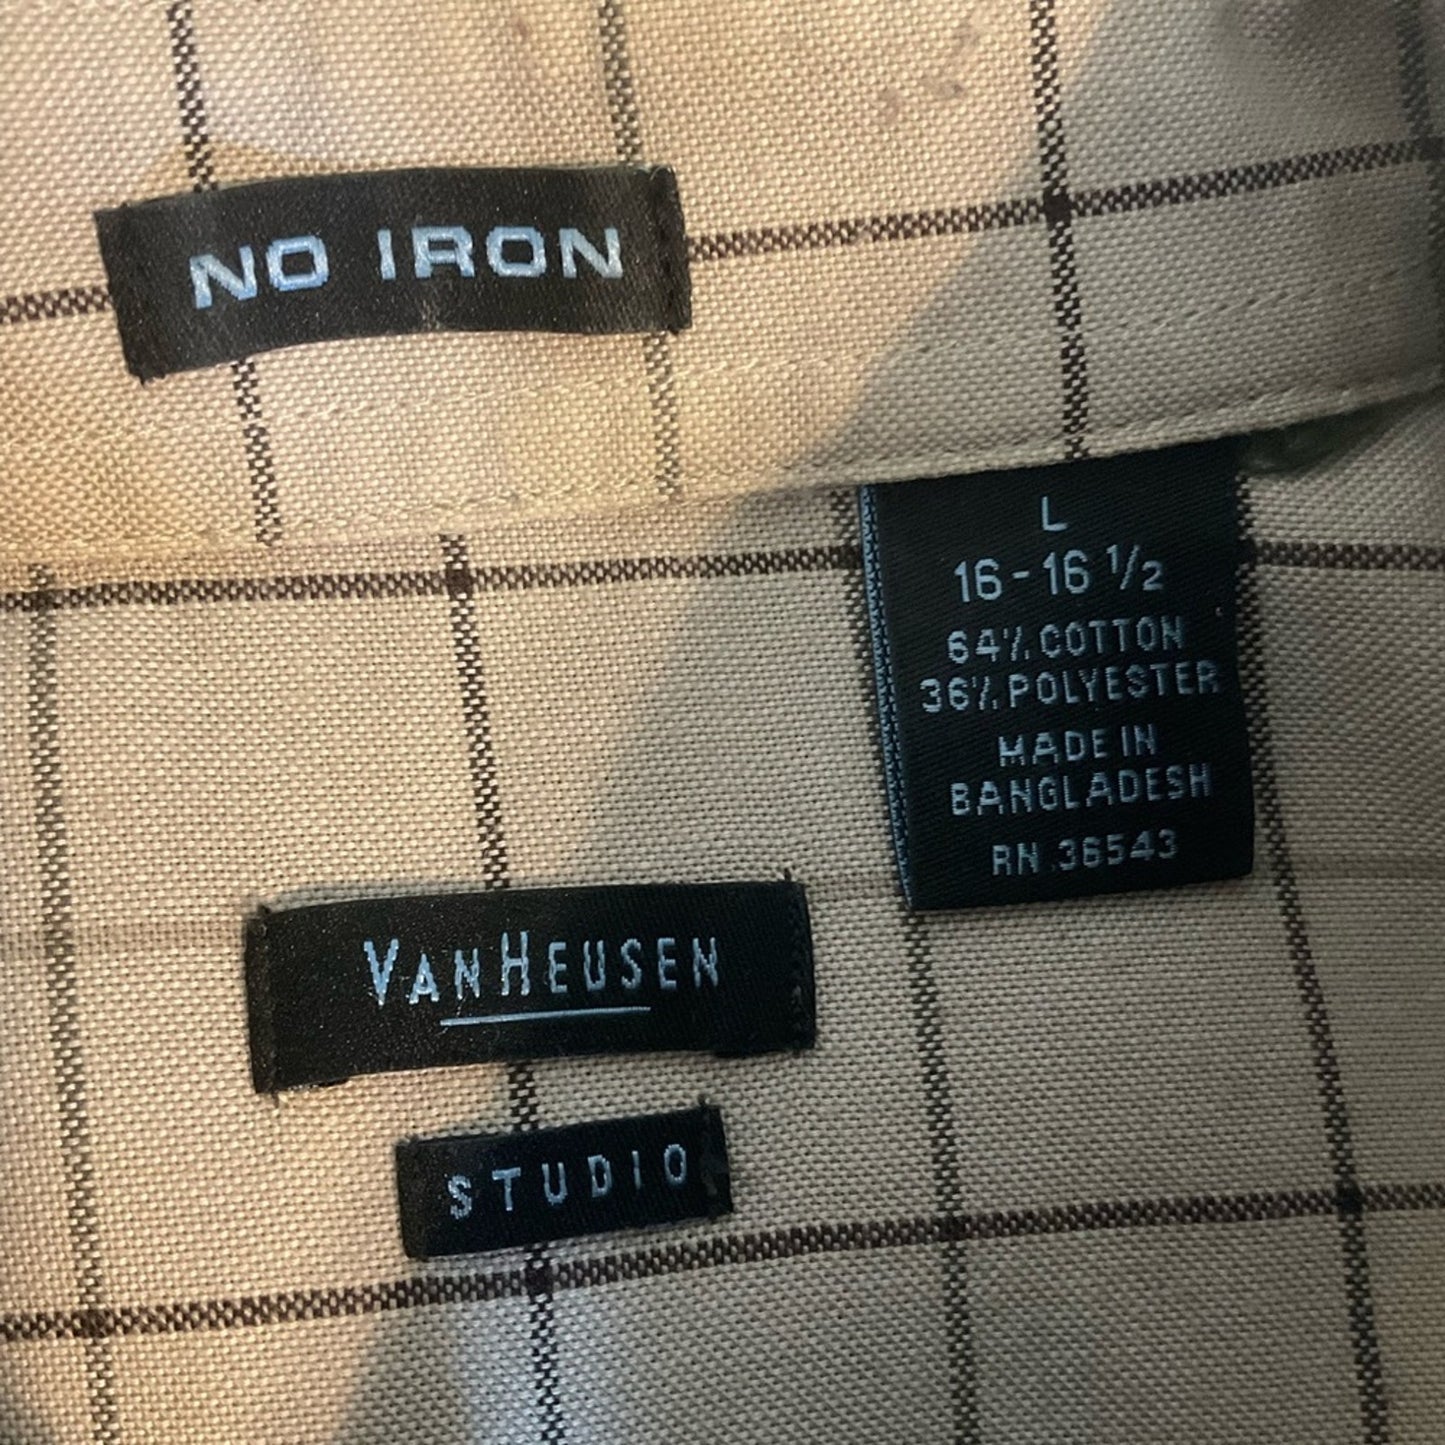 NO IRON
L
16-16 1/2
64% COTTON
36% POLYESTER
MADE IN
BANGLADESH
RN 36543
VANHEUSEN
STUDIO